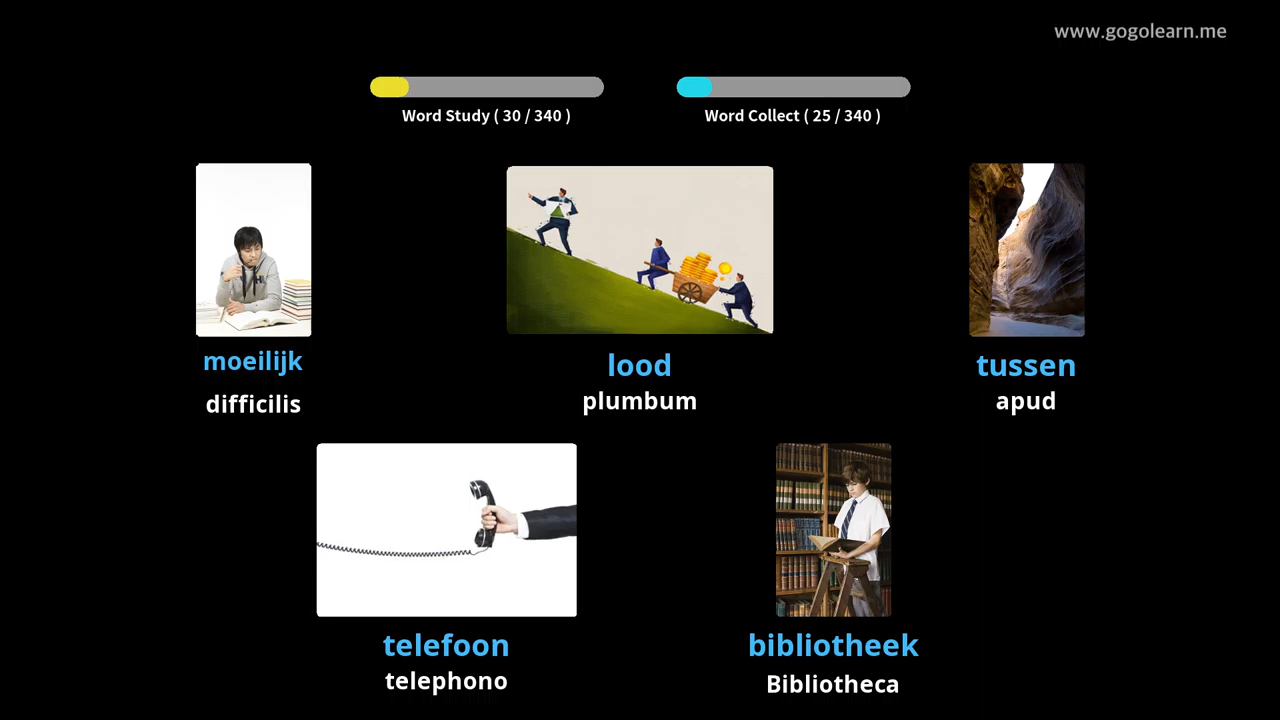 www.gogolearn.me
Word Study ( 30 / 340 )
Word Collect ( 25 / 340 )
moeilijk
difficilis
lood
plumbum
tussen
apud
telefoon
telephono
bibliotheek
Bibliotheca